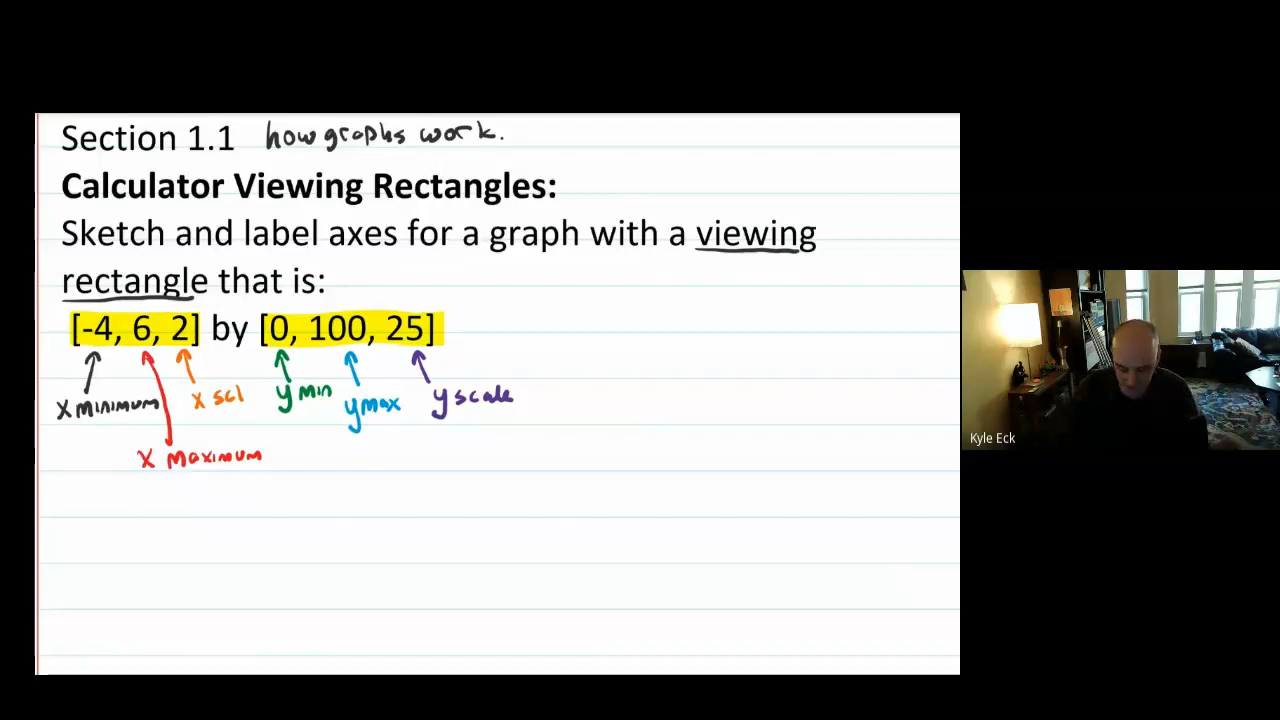 Section 1.1 how graphs work.
Calculator Viewing Rectangles:
Sketch and label axes for a graph with a viewing
rectangle that is:
[-4, 6, 2] by [0, 100, 25]
x minimum x scl y min y max y scale
x maximum
Kyle Eck